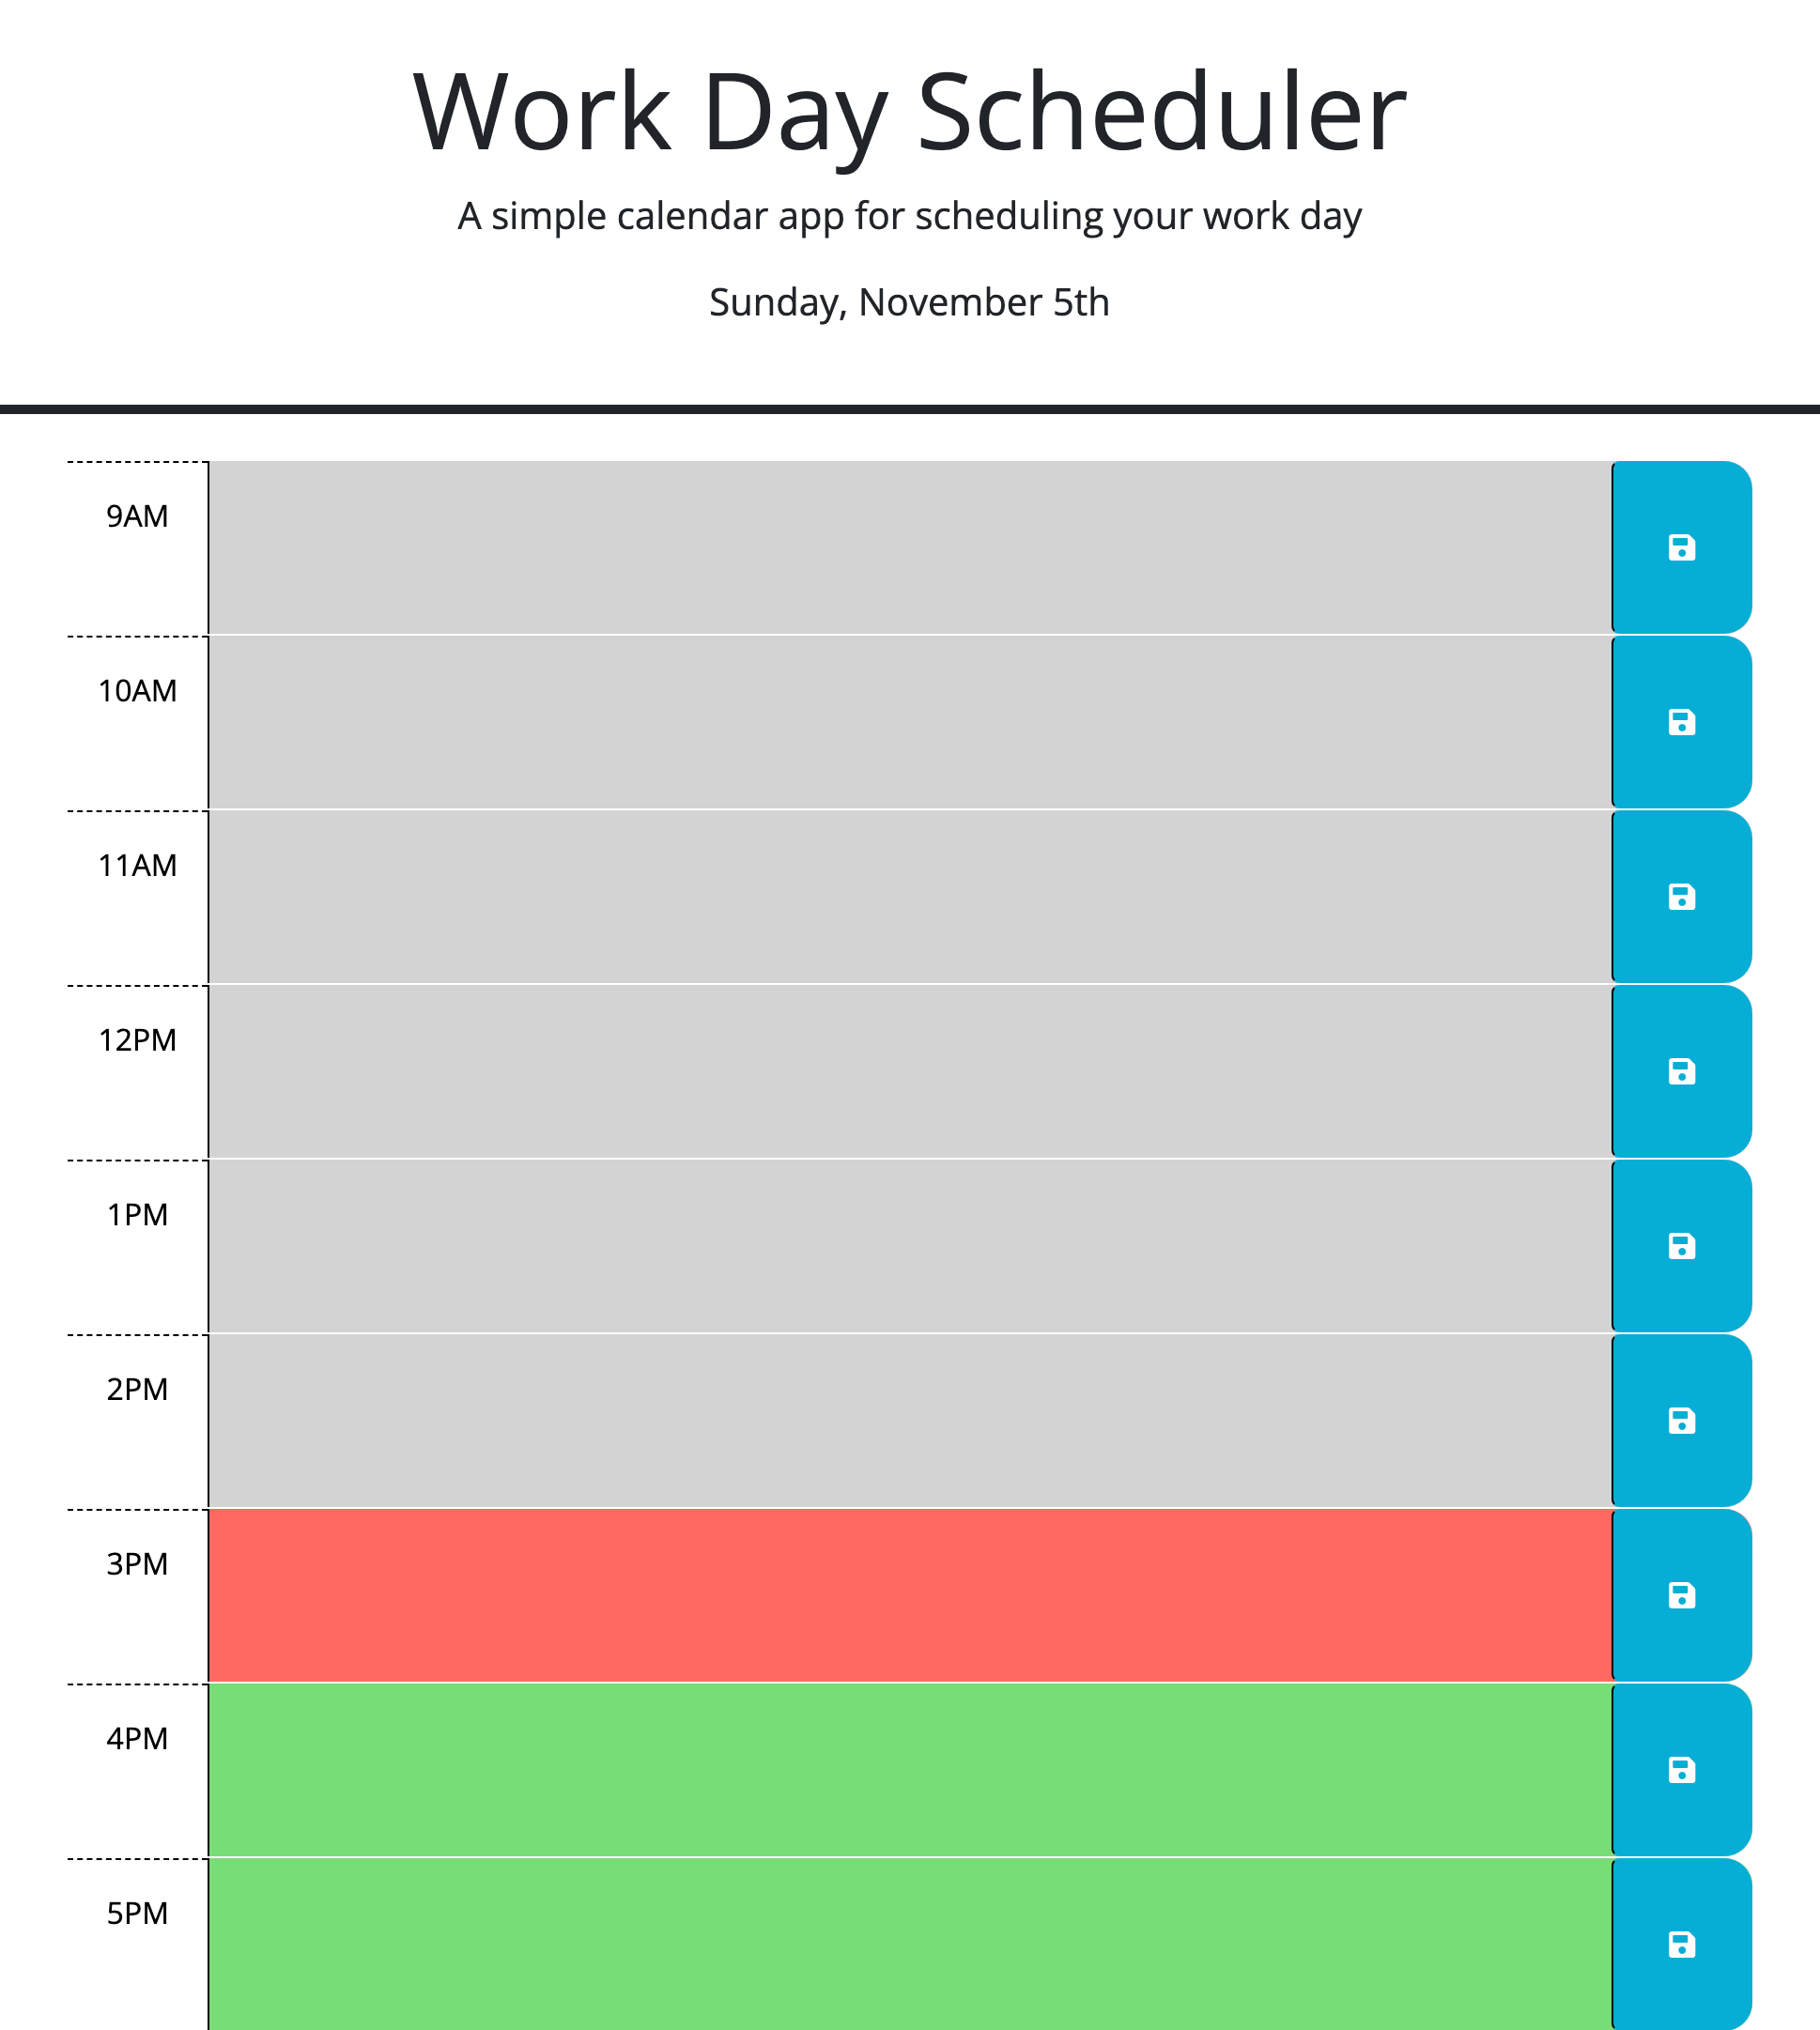 Work Day Scheduler
A simple calendar app for scheduling your work day
Sunday, November 5th
9AM
10AM
11AM
12PM
1PM
2PM
3PM
4PM
5PM